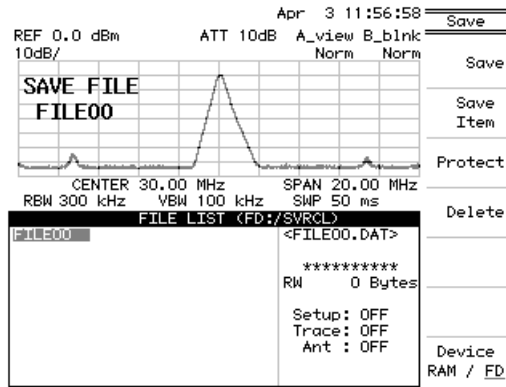 Apr 3 11:56:58
REF 0.0 dBm ATT 10dB A_view B_blnk
10dB/ Norm Norm
SAVE FILE
FILE00
CENTER 30.00 MHz SPAN 20.00 MHz
RBW 300 kHz VBW 100 kHz SWP 50 ms
FILE LIST (FD:/SVRCL)
FILE00
<FILE00.DAT>
**********
RW 0 Bytes
Setup: OFF
Trace: OFF
Ant : OFF
Save
Save
Save
Item
Protect
Delete
Device
RAM / FD